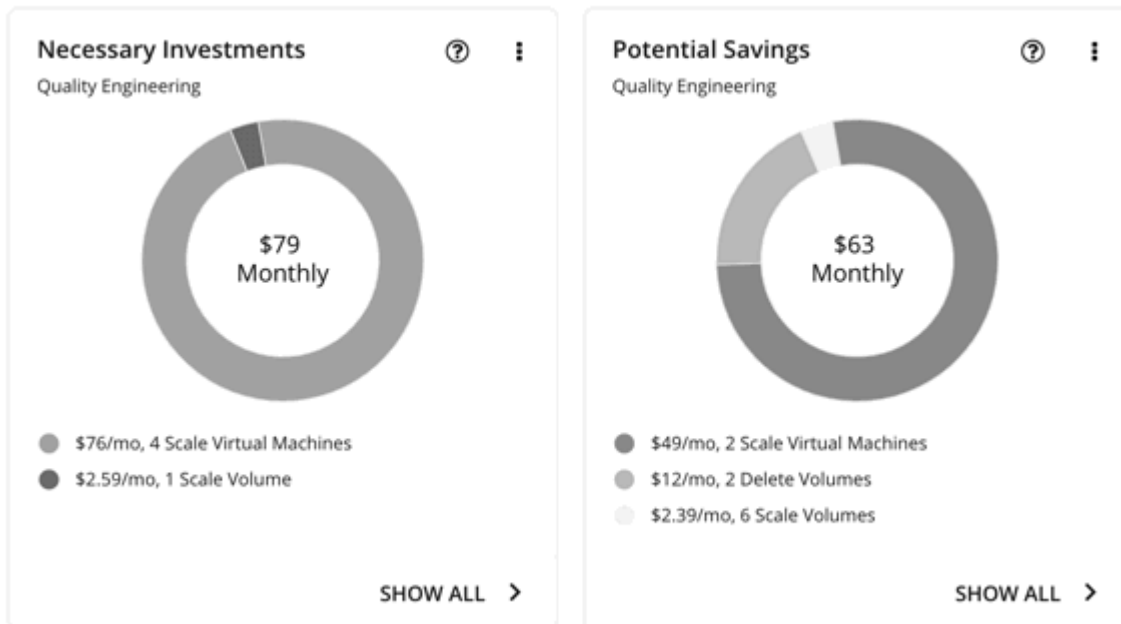 Necessary Investments
Quality Engineering
$79
Monthly
$76/mo, 4 Scale Virtual Machines
$2.59/mo, 1 Scale Volume
SHOW ALL
Potential Savings
Quality Engineering
$63
Monthly
$49/mo, 2 Scale Virtual Machines
$12/mo, 2 Delete Volumes
$2.39/mo, 6 Scale Volumes
SHOW ALL